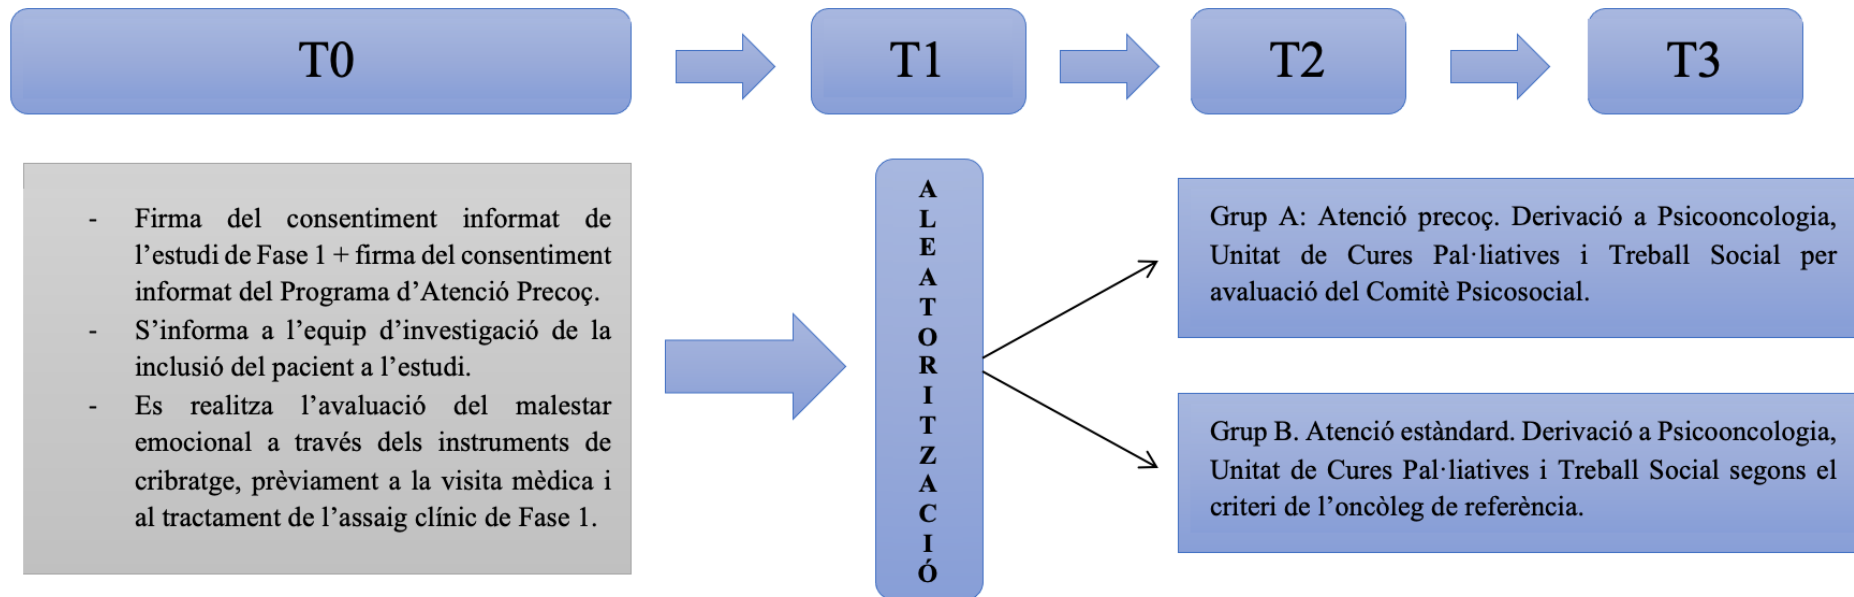 T0
T1
T2
T3
- Firma del consentiment informat de
l’estudi de Fase 1 + firma del consentiment
informat del Programa d’Atenció Precoç.
- S’informa a l’equip d’investigació de la
inclusió del pacient a l’estudi.
- Es realitza l’avaluació del malestar
emocional a través dels instruments de
cribratge, prèviament a la visita mèdica i
al tractament de l’assaig clínic de Fase 1.
A
L
E
A
T
O
R
I
T
Z
A
C
I
Ó
Grup A: Atenció precoç. Derivació a Psicooncologia,
Unitat de Cures Pal·liatives i Treball Social per
avaluació del Comitè Psicosocial.
Grup B. Atenció estàndard. Derivació a Psicooncologia,
Unitat de Cures Pal·liatives i Treball Social segons el
criteri de l’oncòleg de referència.